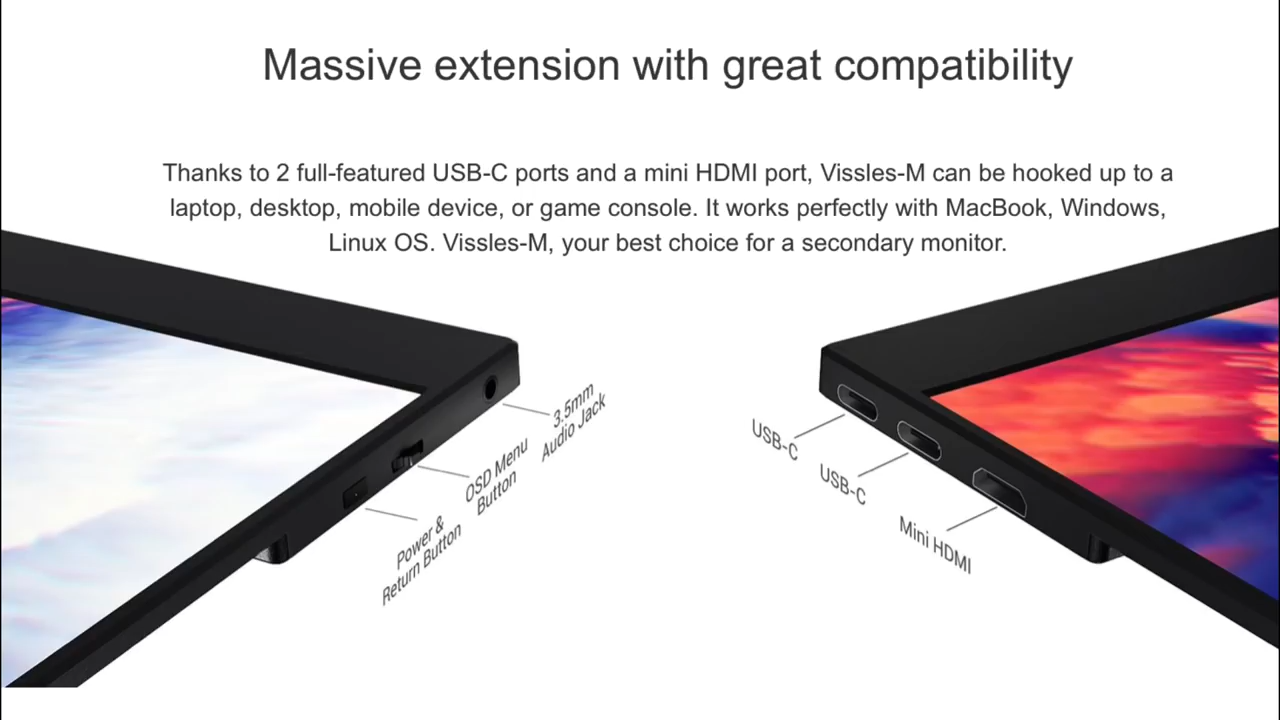 Massive extension with great compatibility
Thanks to 2 full-featured USB-C ports and a mini HDMI port, Vissles-M can be hooked up to a
laptop, desktop, mobile device, or game console. It works perfectly with MacBook, Windows,
Linux OS. Vissles-M, your best choice for a secondary monitor.
3.5mm
Audio Jack
OSD Menu
Button
Power &
Return Button
USB-C
USB-C
Mini HDMI